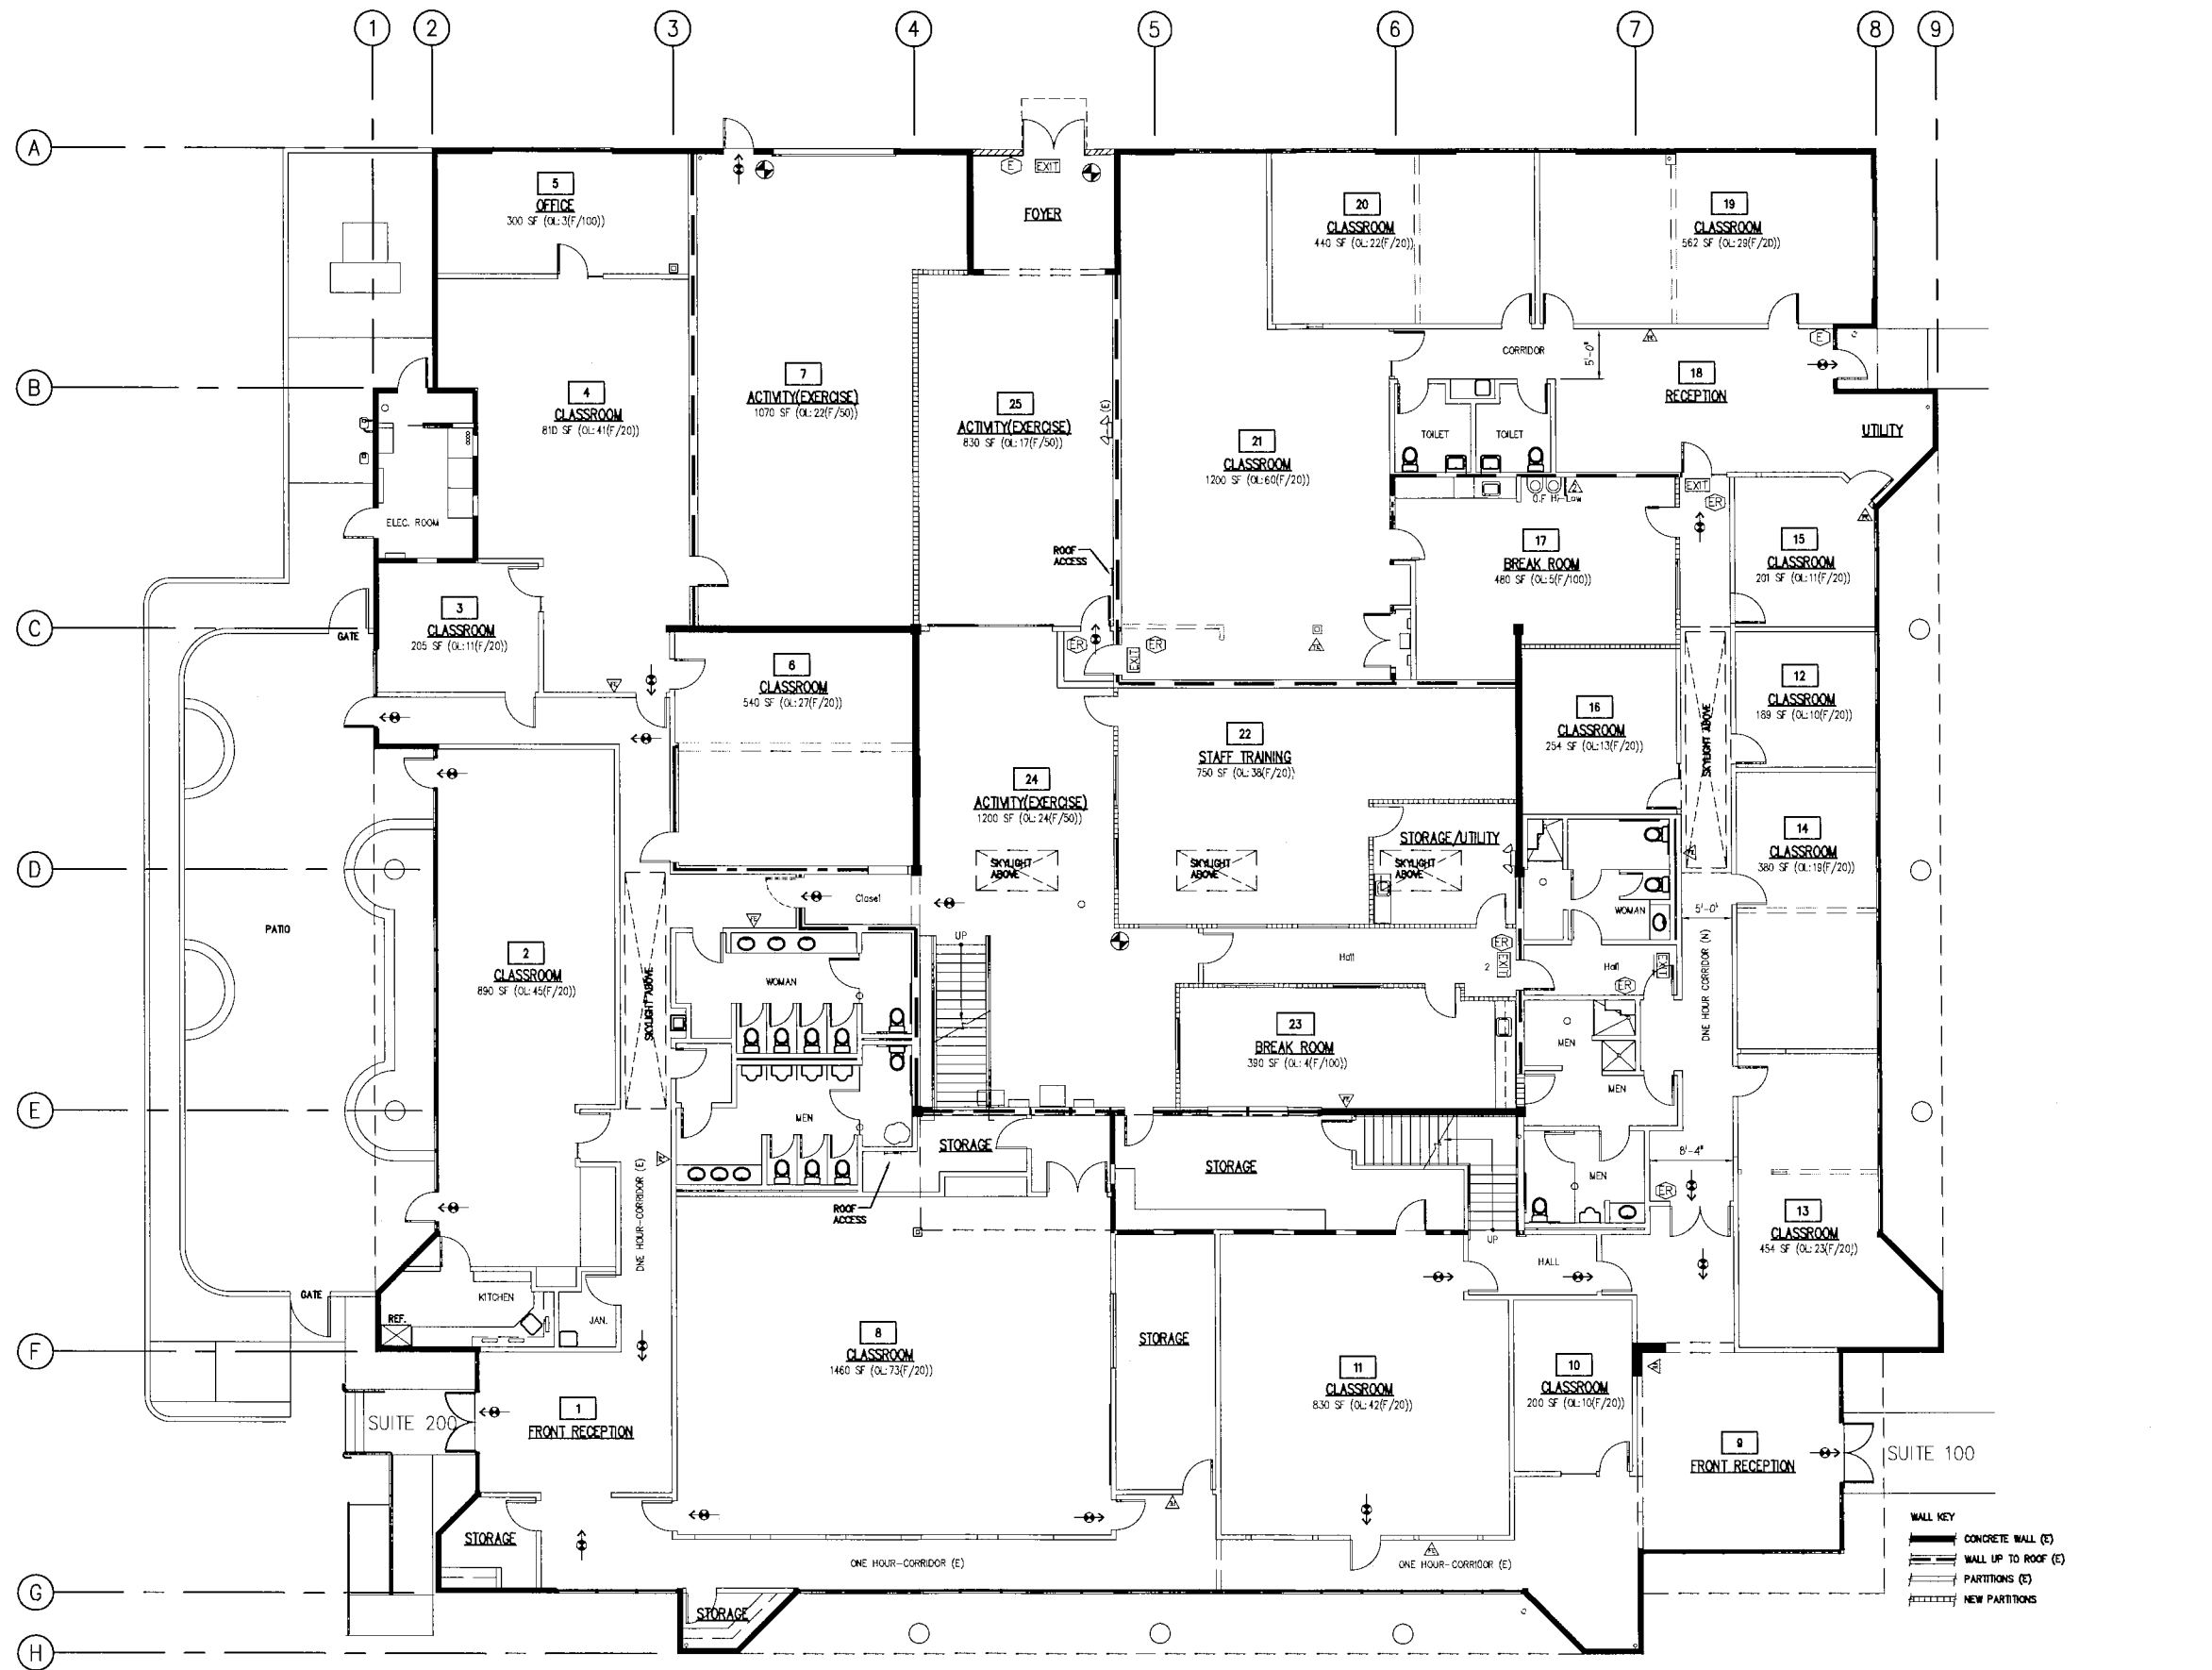 1 2 3 4 5 6 7 8 9
A
B
C
D
E
F
G
H
5
OFFICE
300 SF (OL: 3(F/100))
E
EXIT
FOYER
20
CLASSROOM
440 SF (OL: 22(F/20))
19
CLASSROOM
562 SF (OL: 29(F/20))
CORRIDOR
5'-0"
E
18
RECEPTION
UTILITY
4
CLASSROOM
810 SF (OL: 41(F/20))
7
ACTIVITY(EXERCISE)
1070 SF (OL: 22(F/50))
25
ACTIVITY(EXERCISE)
830 SF (OL: 17(F/50))
(E)
21
CLASSROOM
1200 SF (OL: 60(F/20))
TOILET
TOILET
D.F Hi-Low
2
EXIT
ER
ELEC. ROOM
ROOF
ACCESS
17
BREAK ROOM
480 SF (OL: 5(F/100))
15
CLASSROOM
201 SF (OL: 11(F/20))
3
CLASSROOM
205 SF (OL: 11(F/20))
GATE
ER
EXIT
ER
6
CLASSROOM
540 SF (OL: 27(F/20))
12
CLASSROOM
189 SF (OL: 10(F/20))
16
CLASSROOM
254 SF (OL: 13(F/20))
SKYLIGHT ABOVE
22
STAFF TRAINING
750 SF (OL: 38(F/20))
24
ACTIVITY(EXERCISE)
1200 SF (OL: 24(F/50))
STORAGE/UTILITY
14
CLASSROOM
380 SF (OL: 19(F/20))
SKYLIGHT
ABOVE
SKYLIGHT
ABOVE
SKYLIGHT
ABOVE
Closet
WOMAN
5'-0"
PATIO
2
CLASSROOM
890 SF (OL: 45(F/20))
SKYLIGHT ABOVE
WOMAN
UP
Hall
2
ER
EXIT
Hall
ER
EXIT
ONE HOUR CORRIDOR (N)
23
BREAK ROOM
390 SF (OL: 4(F/100))
MEN
MEN
MEN
STORAGE
STORAGE
8'-4"
MEN
ER
ONE HOUR-CORRIDOR (E)
ROOF
ACCESS
13
CLASSROOM
454 SF (OL: 23(F/20))
UP
HALL
GATE
KITCHEN
REF.
JAN.
8
CLASSROOM
1460 SF (OL: 73(F/20))
STORAGE
11
CLASSROOM
830 SF (OL: 42(F/20))
10
CLASSROOM
200 SF (OL: 10(F/20))
SUITE 200
1
FRONT RECEPTION
9
FRONT RECEPTION
SUITE 100
STORAGE
ONE HOUR-CORRIDOR (E)
ONE HOUR-CORRIDOR (E)
STORAGE
WALL KEY
CONCRETE WALL (E)
WALL UP TO ROOF (E)
PARTITIONS (E)
NEW PARTITIONS